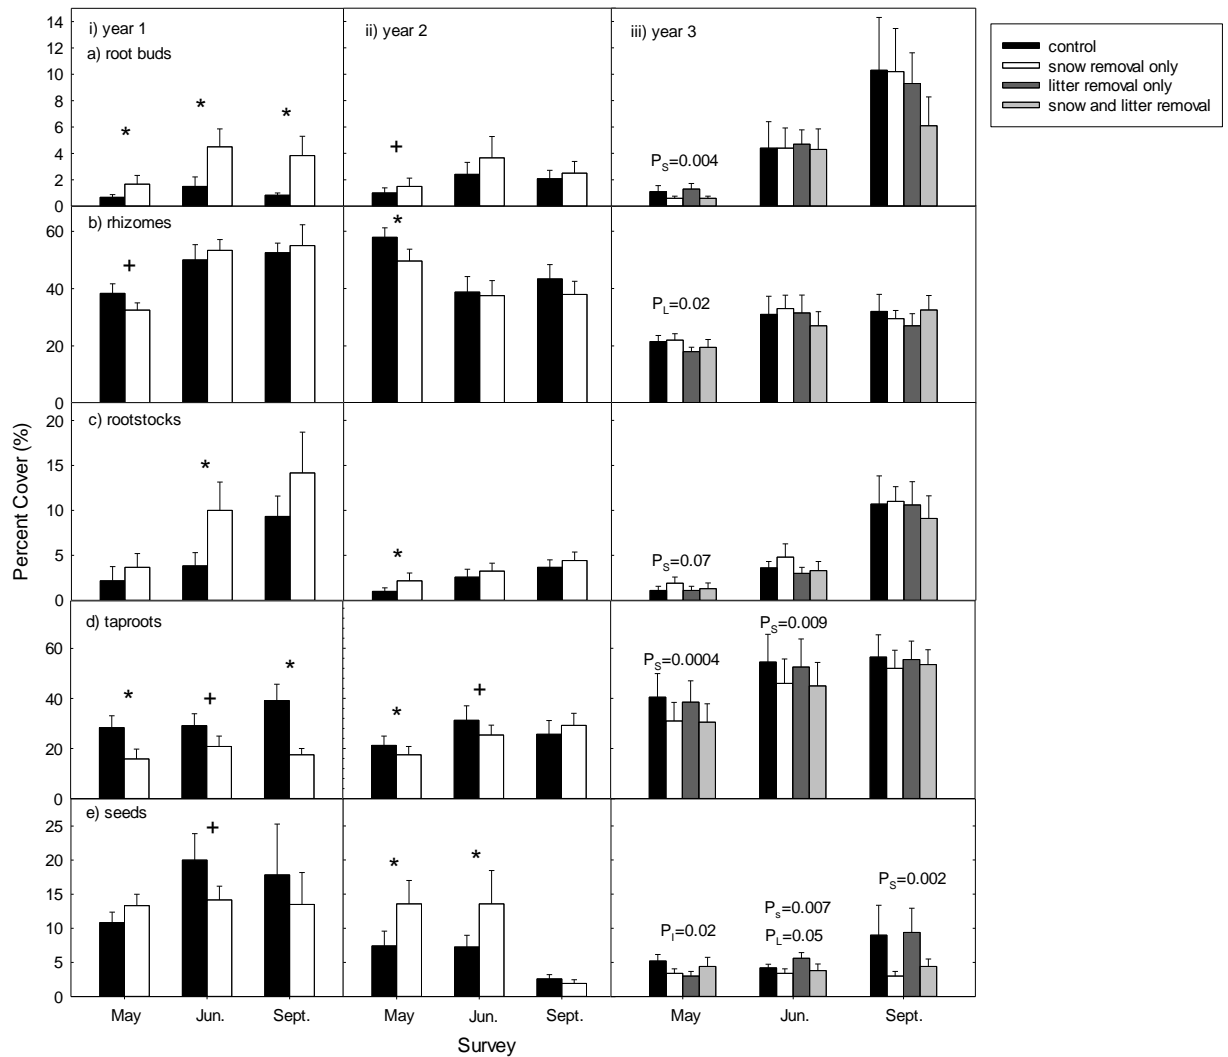 i) year 1
ii) year 2
iii) year 3
control
snow removal only
litter removal only
snow and litter removal
Percent Cover (%)
a) root buds
14
12
10
8
6
4
2
0
*
*
*
+
P_S=0.004
b) rhizomes
60
40
20
0
+
*
P_L=0.02
c) rootstocks
20
15
10
5
0
*
*
P_S=0.07
d) taproots
60
40
20
0
*
+
*
*
+
P_S=0.0004
P_S=0.009
e) seeds
25
20
15
10
5
0
+
*
*
P_I=0.02
P_s=0.007
P_L=0.05
P_S=0.002
May Jun. Sept. May Jun. Sept. May Jun. Sept.
Survey